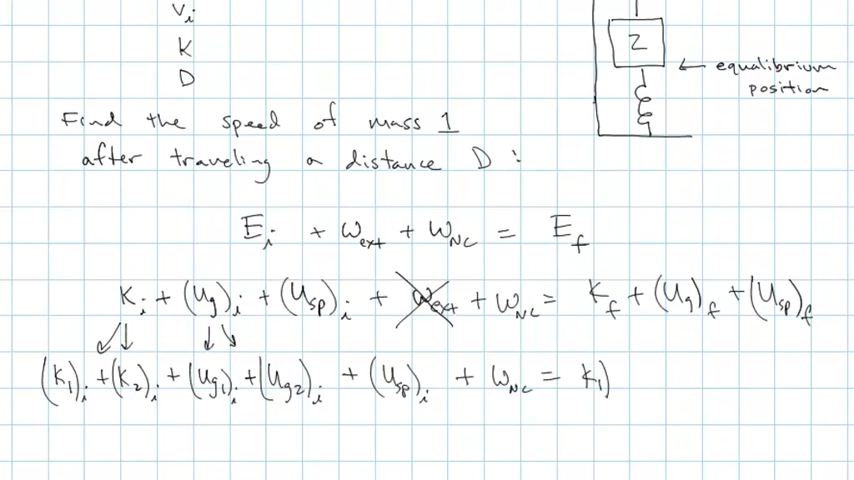 Vi
K
D
2
← equalibrium
position
Find the speed of mass 1
after traveling a distance D :
E_i + W_ext + W_NC = E_f
K_i + (U_g)_i + (U_sp)_i + W_ext + W_NC = K_f + (U_g)_f + (U_sp)_f
(K_1)_i + (K_2)_i + (U_g1)_i + (U_g2)_i + (U_sp)_i + W_NC = K_1)